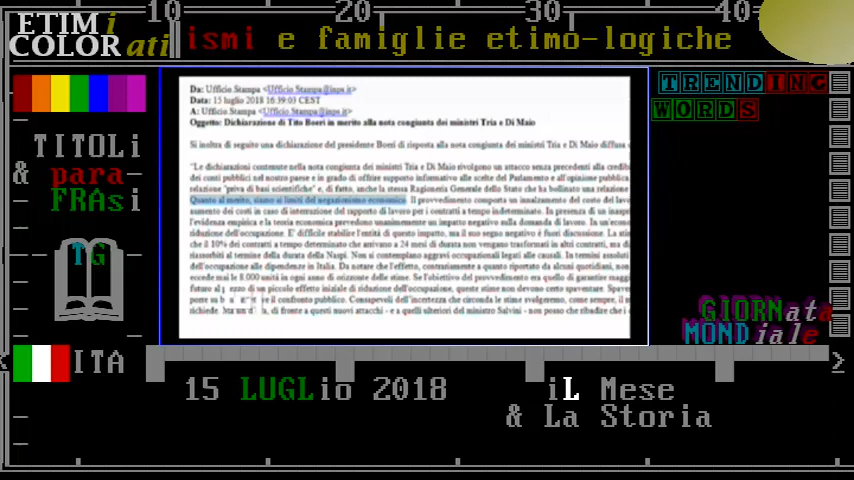 10 20 30 40
ETIMi
COLORati
ismi e famiglie etimo-logiche
TRENDING
WORDS
TITOLi
& para-
FRAsi
TG
Da: Ufficio Stampa <Ufficio.Stampa@inps.it>
Data: 15 luglio 2018 16:39:03 CEST
A: Ufficio Stampa <Ufficio.Stampa@inps.it>
Oggetto: Dichiarazione di Tito Boeri in merito alla nota congiunta dei ministri Tria e Di Maio
Si inoltra di seguito una dichiarazione del presidente Boeri di risposta alla nota congiunta dei ministri Tria e Di Maio diffusa
"Le dichiarazioni contenute nella nota congiunta dei ministri Tria e Di Maio rivolgono un attacco senza precedenti alla
dei costi pubblici nel nostro paese e in grado di offrire supporto informativo alle scelte del Parlamento e all'opinione pubblica
relazione "priva di basi scientifiche" e, di fatto, anche la stessa Ragioneria Generale dello Stato che ha bollinato una relazione
Quanto al merito, siamo ai limiti del negazionismo economico. Il provvedimento comporta un innalzamento del costo del
aumento dei costi in caso di interruzione del rapporto di lavoro per i contratti a tempo indeterminato. In presenza di un
l'evidenza empirica e la teoria economica prevedono unanimemente un impatto negativo sulla domanda di lavoro. In
riduzione dell'occupazione. E' difficile stabilire l'entità di questo impatto, ma il suo segno negativo è fuori discussione. La
che il 10% dei contratti a tempo determinato che arrivano a 24 mesi di durata non vengano trasformati in altri contratti, ma
riassorbiti al termine della durata della Naspi. Non si contemplano aggravi occupazionali legati alle causali. In termini assoluti
dell'occupazione alle dipendenze in Italia. Da notare che l'effetto, contrariamente a quanto riportato da alcuni quotidiani, non
eccede mai le 8.000 unità in ogni anno di orizzonte delle stime. Se l'obiettivo del provvedimento era quello di garantire
futuro al prezzo di un piccolo effetto iniziale di riduzione dell'occupazione, queste stime non devono certo spaventare.
il confronto pubblico. Consapevoli dell'incertezza che circonda le stime svolgeremo, come sempre, il
richiede. di fronte a questi nuovi attacchi - e a quelli ulteriori del ministro Salvini - non posso che ribadire che
GIORNata
MONDiale
< ITA >
15 LUGLio 2018
iL Mese
& La Storia